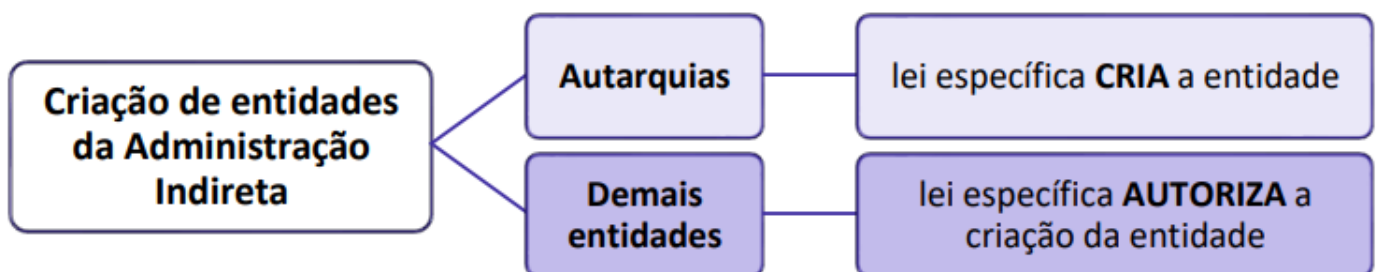 Criação de entidades
da Administração
Indireta
Autarquias
lei específica CRIA a entidade
Demais
entidades
lei específica AUTORIZA a
criação da entidade